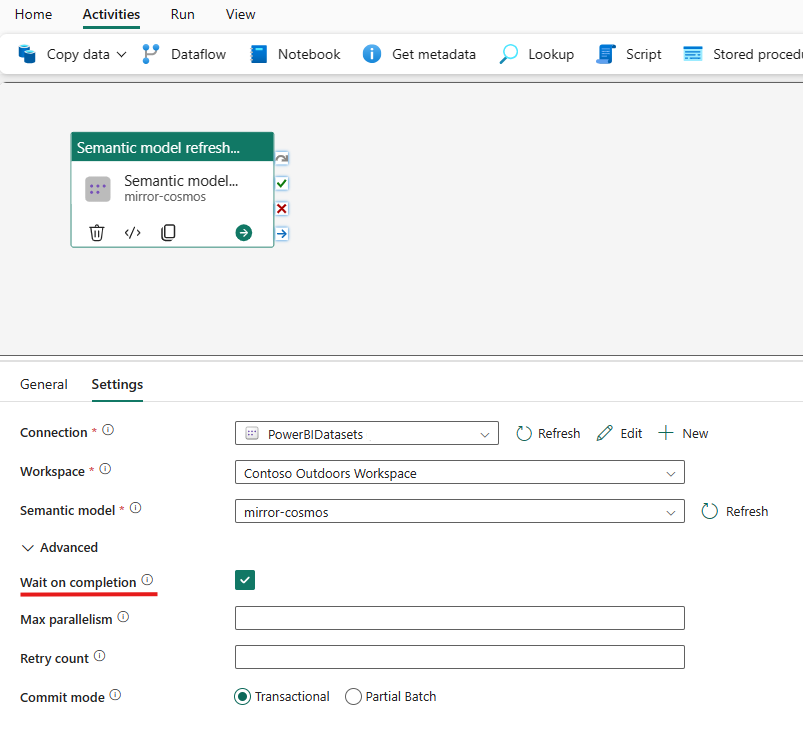 Home Activities Run View
Copy data Dataflow Notebook Get metadata Lookup Script Stored procedu
Semantic model refresh...
Semantic model...
mirror-cosmos
General Settings
Connection * PowerBIDatasets Refresh Edit New
Workspace * Contoso Outdoors Workspace
Semantic model * mirror-cosmos Refresh
Advanced
Wait on completion
Max parallelism
Retry count
Commit mode Transactional Partial Batch